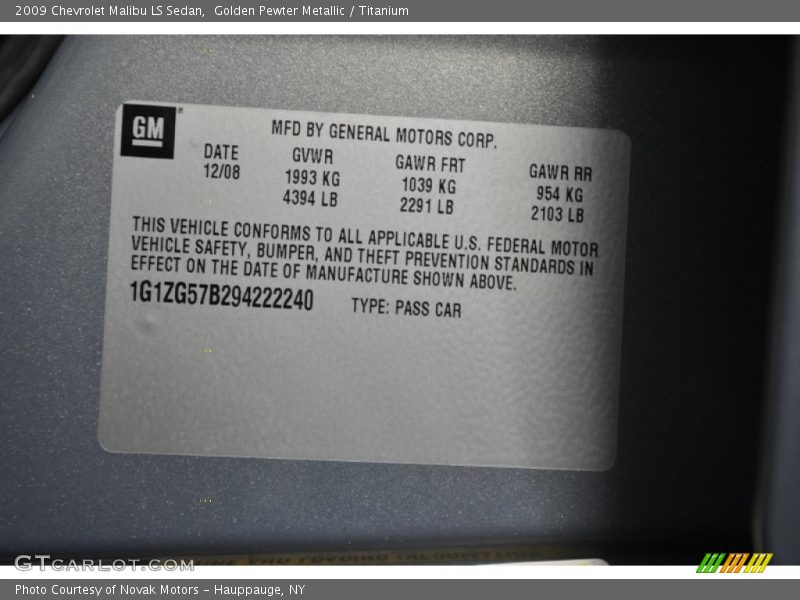 2009 Chevrolet Malibu LS Sedan,  Golden Pewter Metallic / Titanium
GM
MFD BY GENERAL MOTORS CORP.
DATE GVWR GAWR FRT GAWR RR
12/08 1993 KG 1039 KG 954 KG
4394 LB 2291 LB 2103 LB
THIS VEHICLE CONFORMS TO ALL APPLICABLE U.S. FEDERAL MOTOR
VEHICLE SAFETY, BUMPER, AND THEFT PREVENTION STANDARDS IN
EFFECT ON THE DATE OF MANUFACTURE SHOWN ABOVE.
1G1ZG57B294222240 TYPE: PASS CAR
GTCARLOT.COM
Photo Courtesy of Novak Motors - Hauppauge, NY